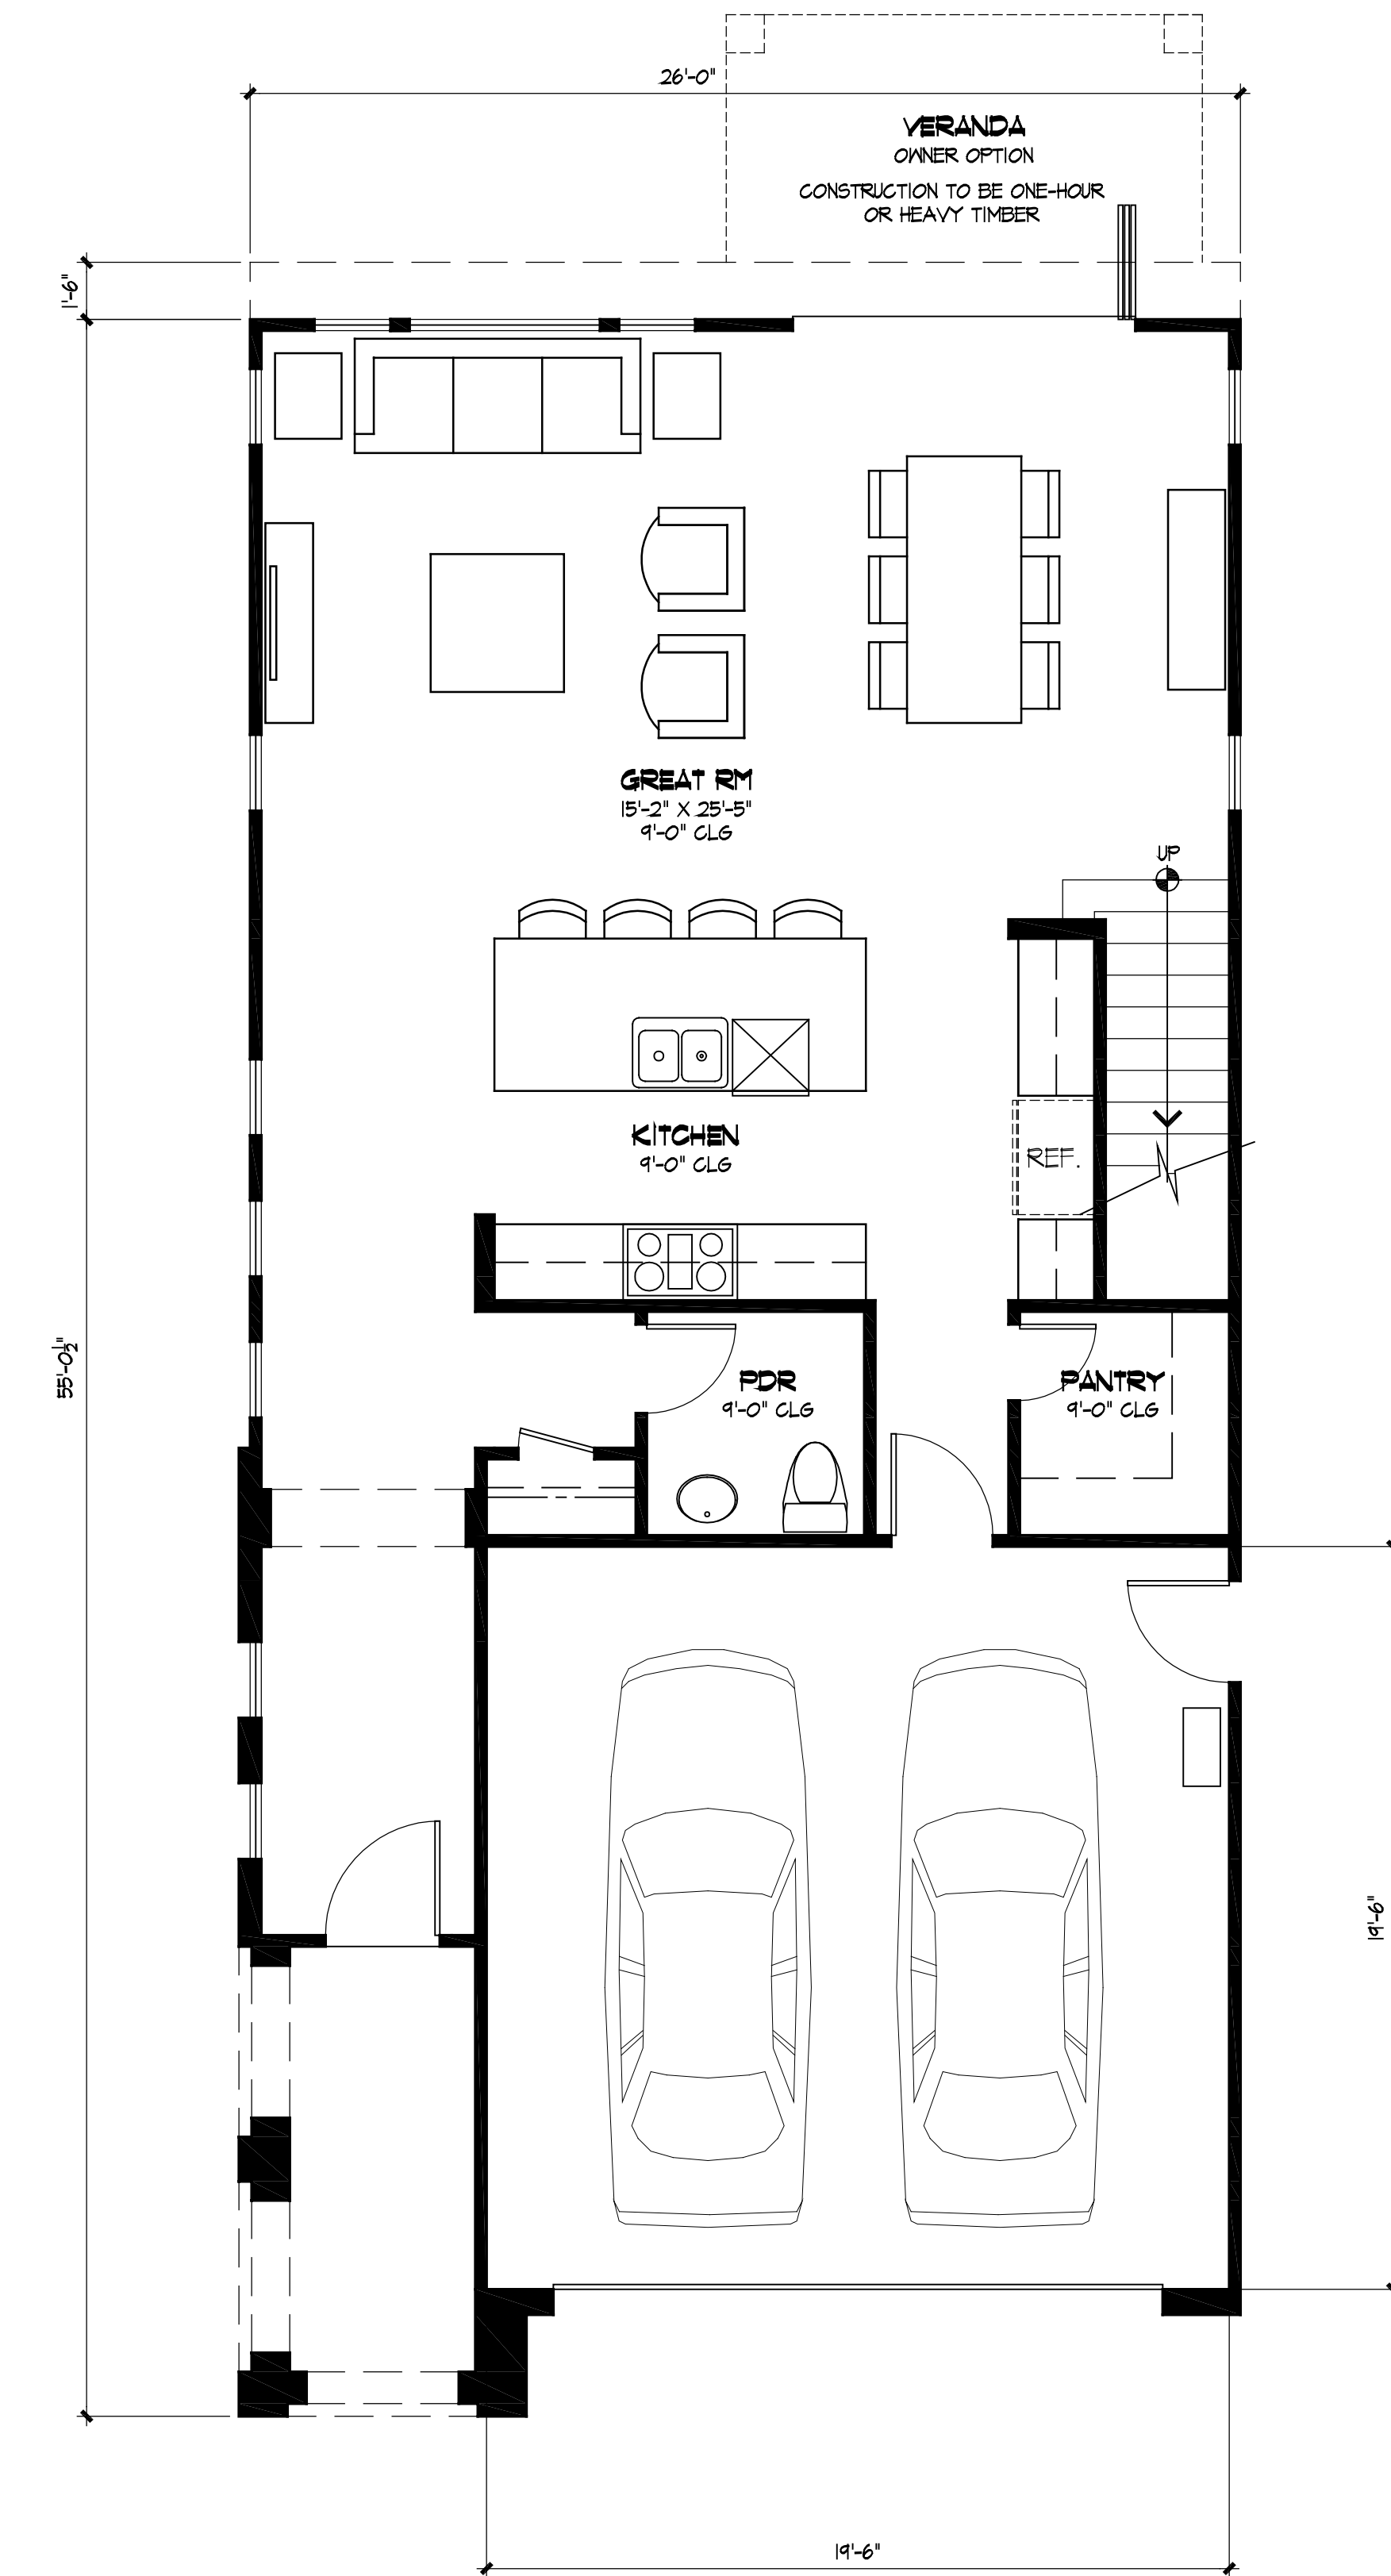 26'-0"
VERANDA
OWNER OPTION
CONSTRUCTION TO BE ONE-HOUR
OR HEAVY TIMBER
1'-6"
GREAT RM
15'-2" X 25'-5"
9'-0" CLG
UP
KITCHEN
9'-0" CLG
REF.
55'-0½"
PDR
9'-0" CLG
PANTRY
9'-0" CLG
19'-6"
19'-6"